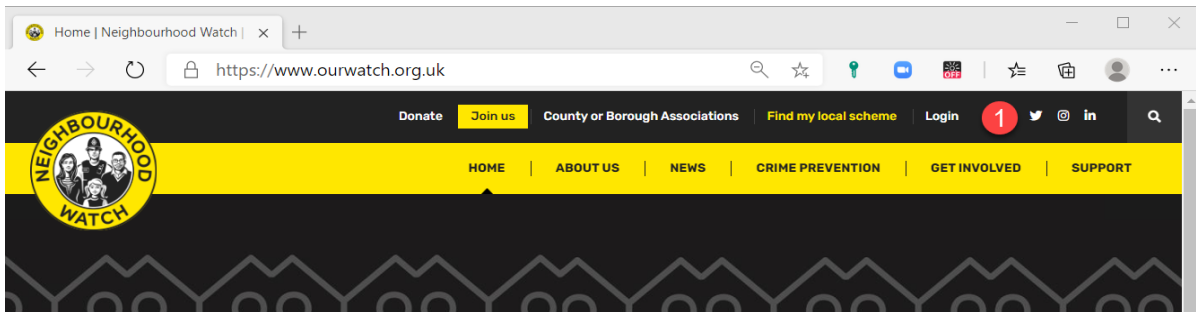 Home | Neighbourhood Watch |
https://www.ourwatch.org.uk
OFF
Donate Join us County or Borough Associations Find my local scheme Login 1 in
NEIGHBOURHOOD WATCH
HOME ABOUT US NEWS CRIME PREVENTION GET INVOLVED SUPPORT